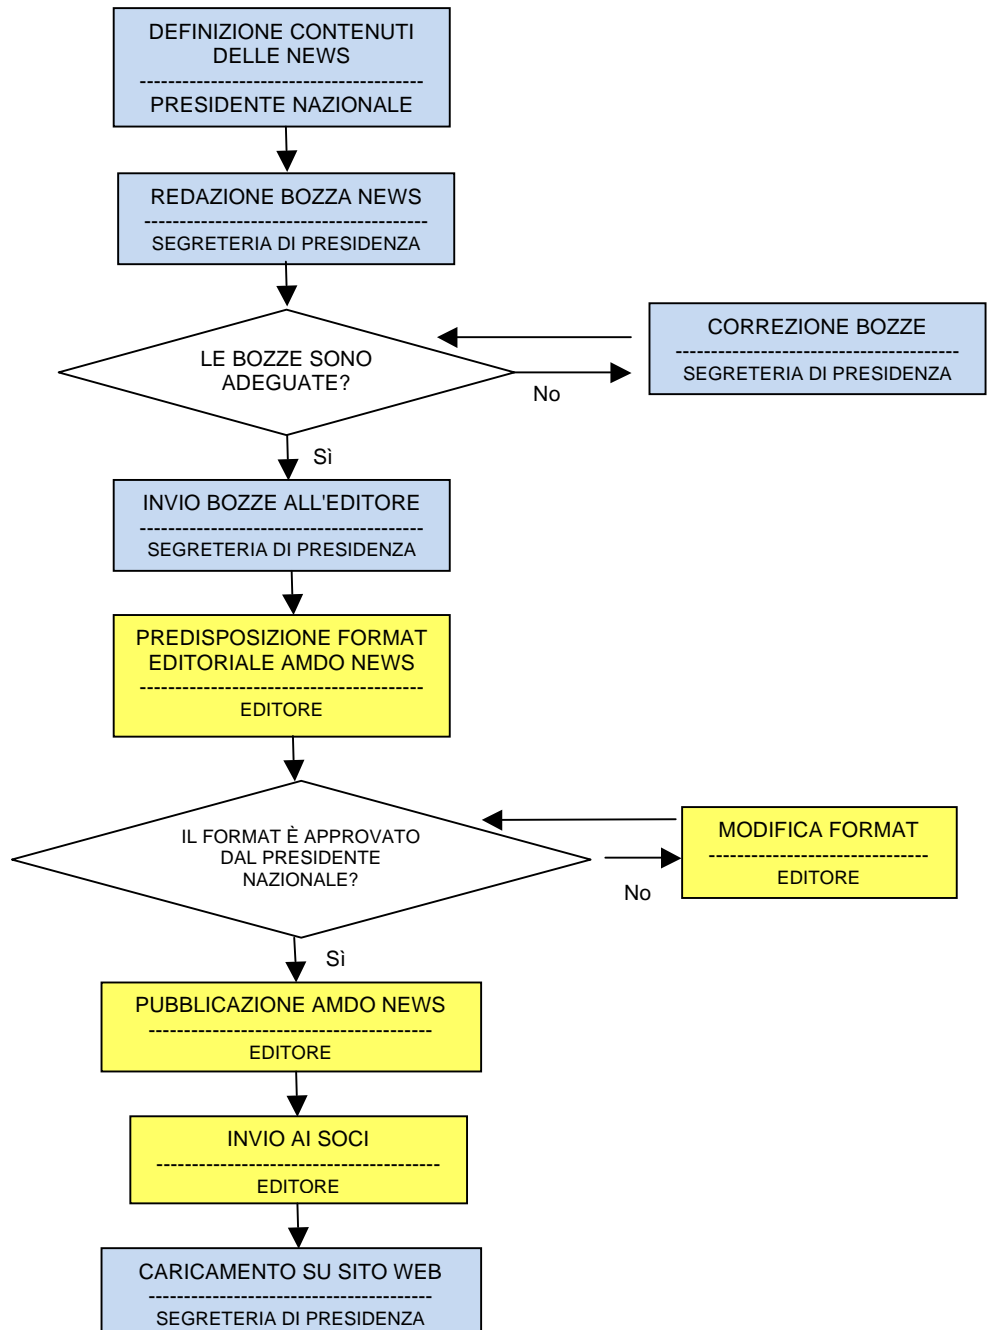 DEFINIZIONE CONTENUTI
DELLE NEWS
----------------------------------------
PRESIDENTE NAZIONALE
REDAZIONE BOZZA NEWS
----------------------------------------
SEGRETERIA DI PRESIDENZA
LE BOZZE SONO
ADEGUATE?
No
CORREZIONE BOZZE
----------------------------------------
SEGRETERIA DI PRESIDENZA
Sì
INVIO BOZZE ALL'EDITORE
----------------------------------------
SEGRETERIA DI PRESIDENZA
PREDISPOSIZIONE FORMAT
EDITORIALE AMDO NEWS
----------------------------------------
EDITORE
IL FORMAT È APPROVATO
DAL PRESIDENTE
NAZIONALE?
No
MODIFICA FORMAT
-------------------------------
EDITORE
Sì
PUBBLICAZIONE AMDO NEWS
----------------------------------------
EDITORE
INVIO AI SOCI
----------------------------------------
EDITORE
CARICAMENTO SU SITO WEB
----------------------------------------
SEGRETERIA DI PRESIDENZA